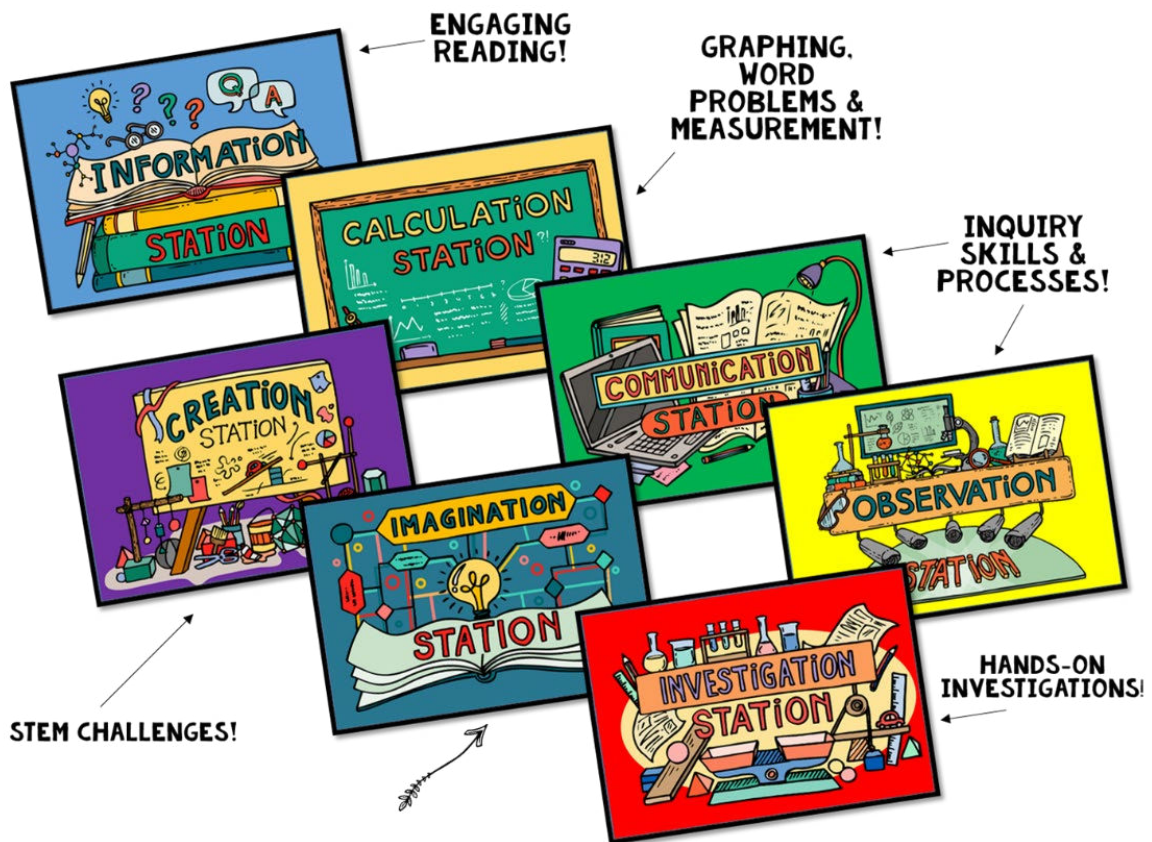 ENGAGING
READING!
GRAPHING,
WORD
PROBLEMS &
MEASUREMENT!
INFORMATION
STATION
Q
A
? ? ? ?
CALCULATION
STATION ?!
312
INQUIRY
SKILLS &
PROCESSES!
COMMUNICATION
STATION
CREATION
STATION
OBSERVATION
STATION
IMAGINATION
STATION
INVESTIGATION
STATION
HANDS-ON
INVESTIGATIONS!
STEM CHALLENGES!